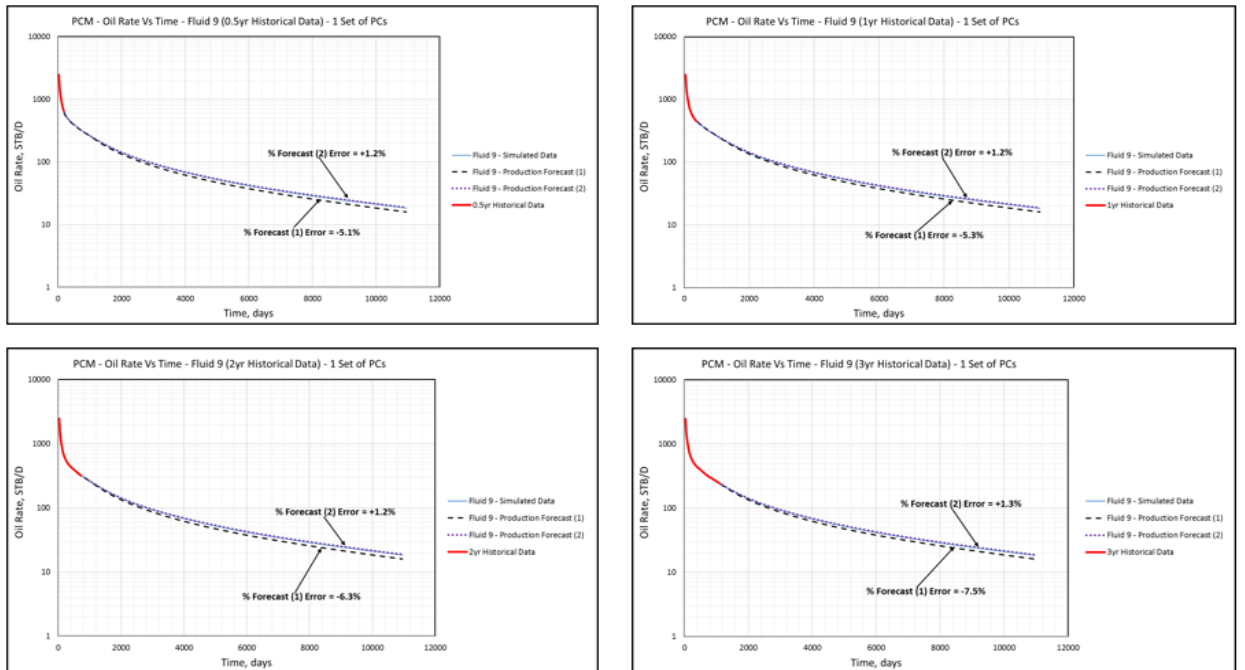 PCM - Oil Rate Vs Time - Fluid 9 (0.5yr Historical Data) - 1 Set of PCs
10000
1000
100
10
1
Oil Rate, STB/D
% Forecast (2) Error = +1.2%
% Forecast (1) Error = -5.1%
0 2000 4000 6000 8000 10000 12000
Time, days
Fluid 9 - Simulated Data
Fluid 9 - Production Forecast (1)
Fluid 9 - Production Forecast (2)
0.5yr Historical Data
PCM - Oil Rate Vs Time - Fluid 9 (1yr Historical Data) - 1 Set of PCs
10000
1000
100
10
1
Oil Rate, STB/D
% Forecast (2) Error = +1.2%
% Forecast (1) Error = -5.3%
0 2000 4000 6000 8000 10000 12000
Time, days
Fluid 9 - Simulated Data
Fluid 9 - Production Forecast (1)
Fluid 9 - Production Forecast (2)
1yr Historical Data
PCM - Oil Rate Vs Time - Fluid 9 (2yr Historical Data) - 1 Set of PCs
10000
1000
100
10
1
Oil Rate, STB/D
% Forecast (2) Error = +1.2%
% Forecast (1) Error = -6.3%
0 2000 4000 6000 8000 10000 12000
Time, days
Fluid 9 - Simulated Data
Fluid 9 - Production Forecast (1)
Fluid 9 - Production Forecast (2)
2yr Historical Data
PCM - Oil Rate Vs Time - Fluid 9 (3yr Historical Data) - 1 Set of PCs
10000
1000
100
10
1
Oil Rate, STB/D
% Forecast (2) Error = +1.3%
% Forecast (1) Error = -7.5%
0 2000 4000 6000 8000 10000 12000
Time, days
Fluid 9 - Simulated Data
Fluid 9 - Production Forecast (1)
Fluid 9 - Production Forecast (2)
3yr Historical Data